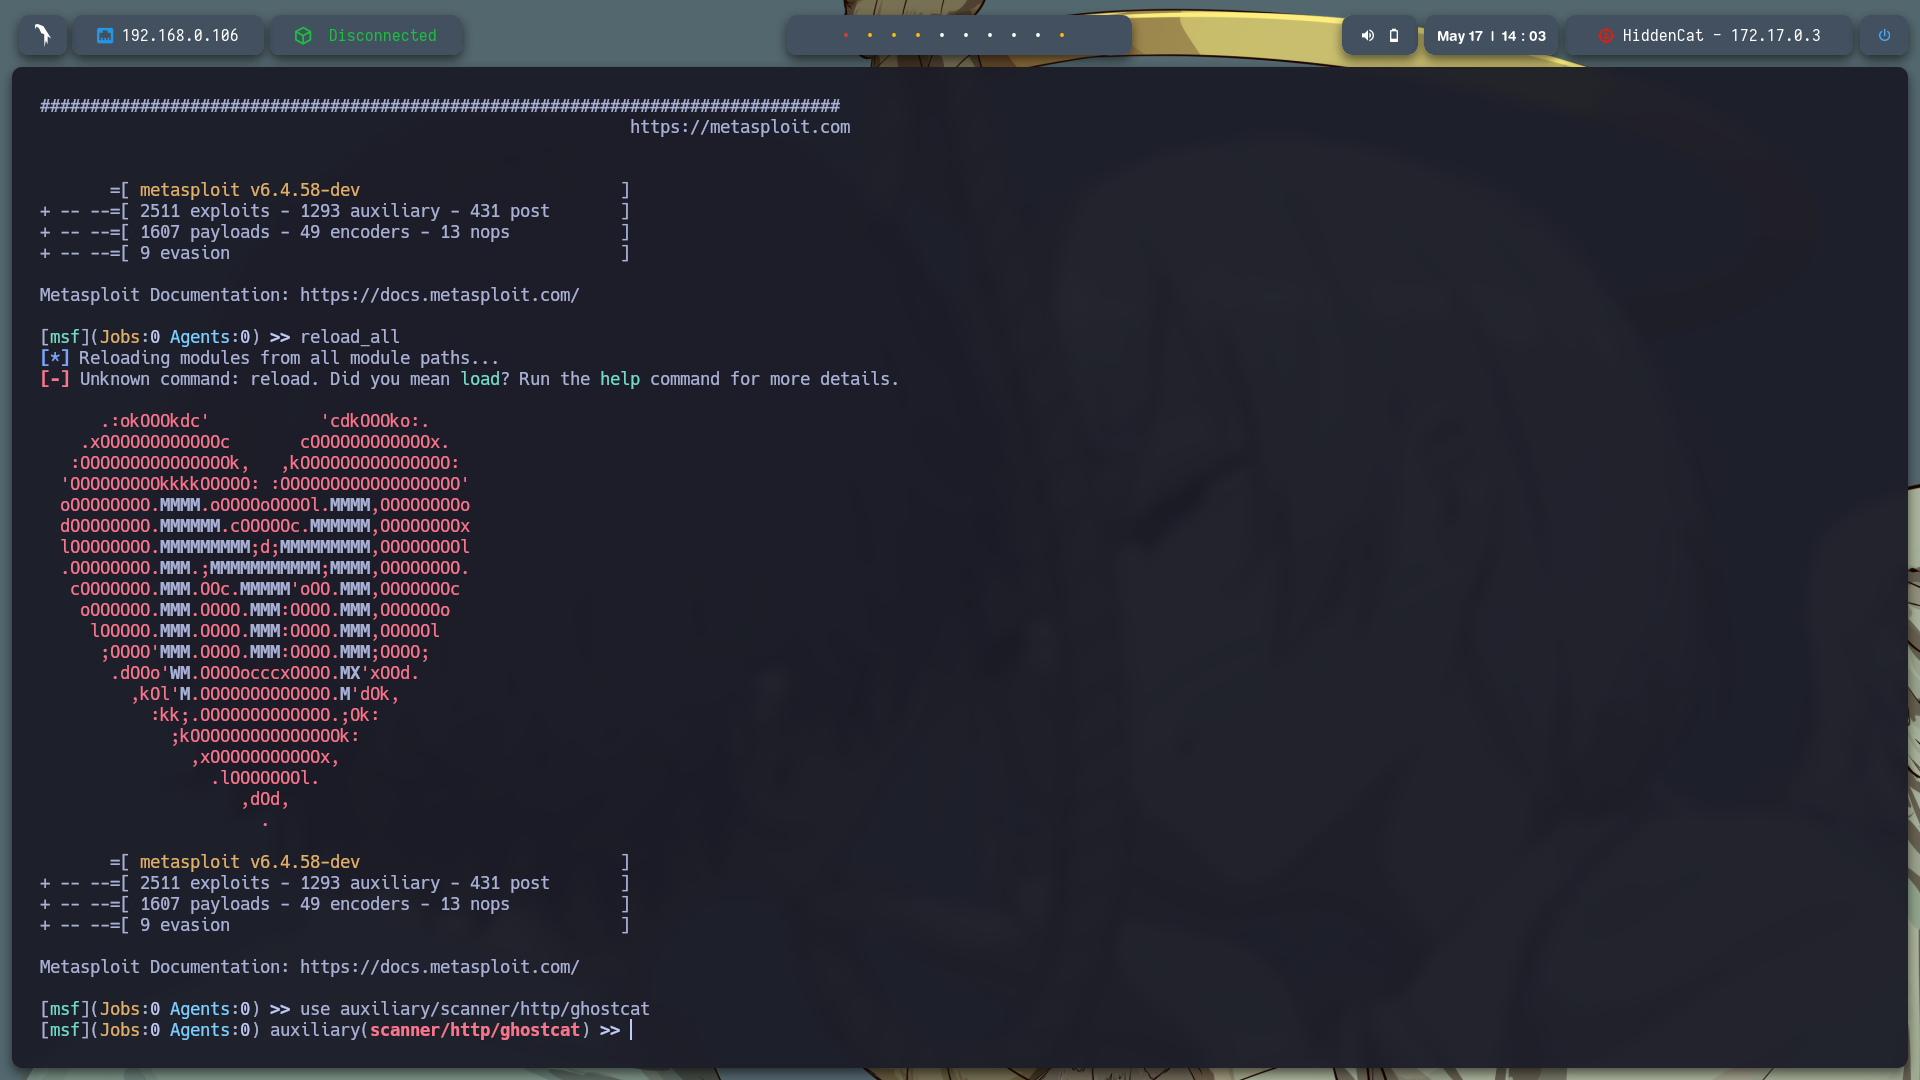 192.168.0.106
Disconnected
May 17 | 14 : 03
HiddenCat - 172.17.0.3
################################################################################
https://metasploit.com
=[ metasploit v6.4.58-dev ]
+ -- --=[ 2511 exploits - 1293 auxiliary - 431 post ]
+ -- --=[ 1607 payloads - 49 encoders - 13 nops ]
+ -- --=[ 9 evasion ]
Metasploit Documentation: https://docs.metasploit.com/
[msf](Jobs:0 Agents:0) >> reload_all
[*] Reloading modules from all module paths...
[-] Unknown command: reload. Did you mean load? Run the help command for more details.
.:okOOOkdc' 'cdkOOOko:.
.xOOOOOOOOOOOOc cOOOOOOOOOOOOx.
:OOOOOOOOOOOOOOOk, ,kOOOOOOOOOOOOOOO:
'OOOOOOOOOkkkkOOOOO: :OOOOOOOOOOOOOOOOOO'
oOOOOOOOO.MMMM.oOOOOoOOOOl.MMMM,OOOOOOOOo
dOOOOOOOO.MMMMMM.cOOOOOc.MMMMMM,OOOOOOOOx
lOOOOOOOO.MMMMMMMMM;d;MMMMMMMMM,OOOOOOOOl
.OOOOOOOO.MMM.;MMMMMMMMMMM;MMMM,OOOOOOOO.
cOOOOOOO.MMM.OOc.MMMMM'oOO.MMM,OOOOOOOc
oOOOOOO.MMM.OOOO.MMM:OOOO.MMM,OOOOOOo
lOOOOO.MMM.OOOO.MMM:OOOO.MMM,OOOOOl
;OOOO'MMM.OOOO.MMM:OOOO.MMM;OOOO;
.dOOo'WM.OOOOocccxOOOO.MX'xOOd.
,kOl'M.OOOOOOOOOOOOO.M'dOk,
:kk;.OOOOOOOOOOOOO.;Ok:
;kOOOOOOOOOOOOOOOk:
,xOOOOOOOOOOOx,
.lOOOOOOOl.
,dOd,
.
=[ metasploit v6.4.58-dev ]
+ -- --=[ 2511 exploits - 1293 auxiliary - 431 post ]
+ -- --=[ 1607 payloads - 49 encoders - 13 nops ]
+ -- --=[ 9 evasion ]
Metasploit Documentation: https://docs.metasploit.com/
[msf](Jobs:0 Agents:0) >> use auxiliary/scanner/http/ghostcat
[msf](Jobs:0 Agents:0) auxiliary(scanner/http/ghostcat) >>